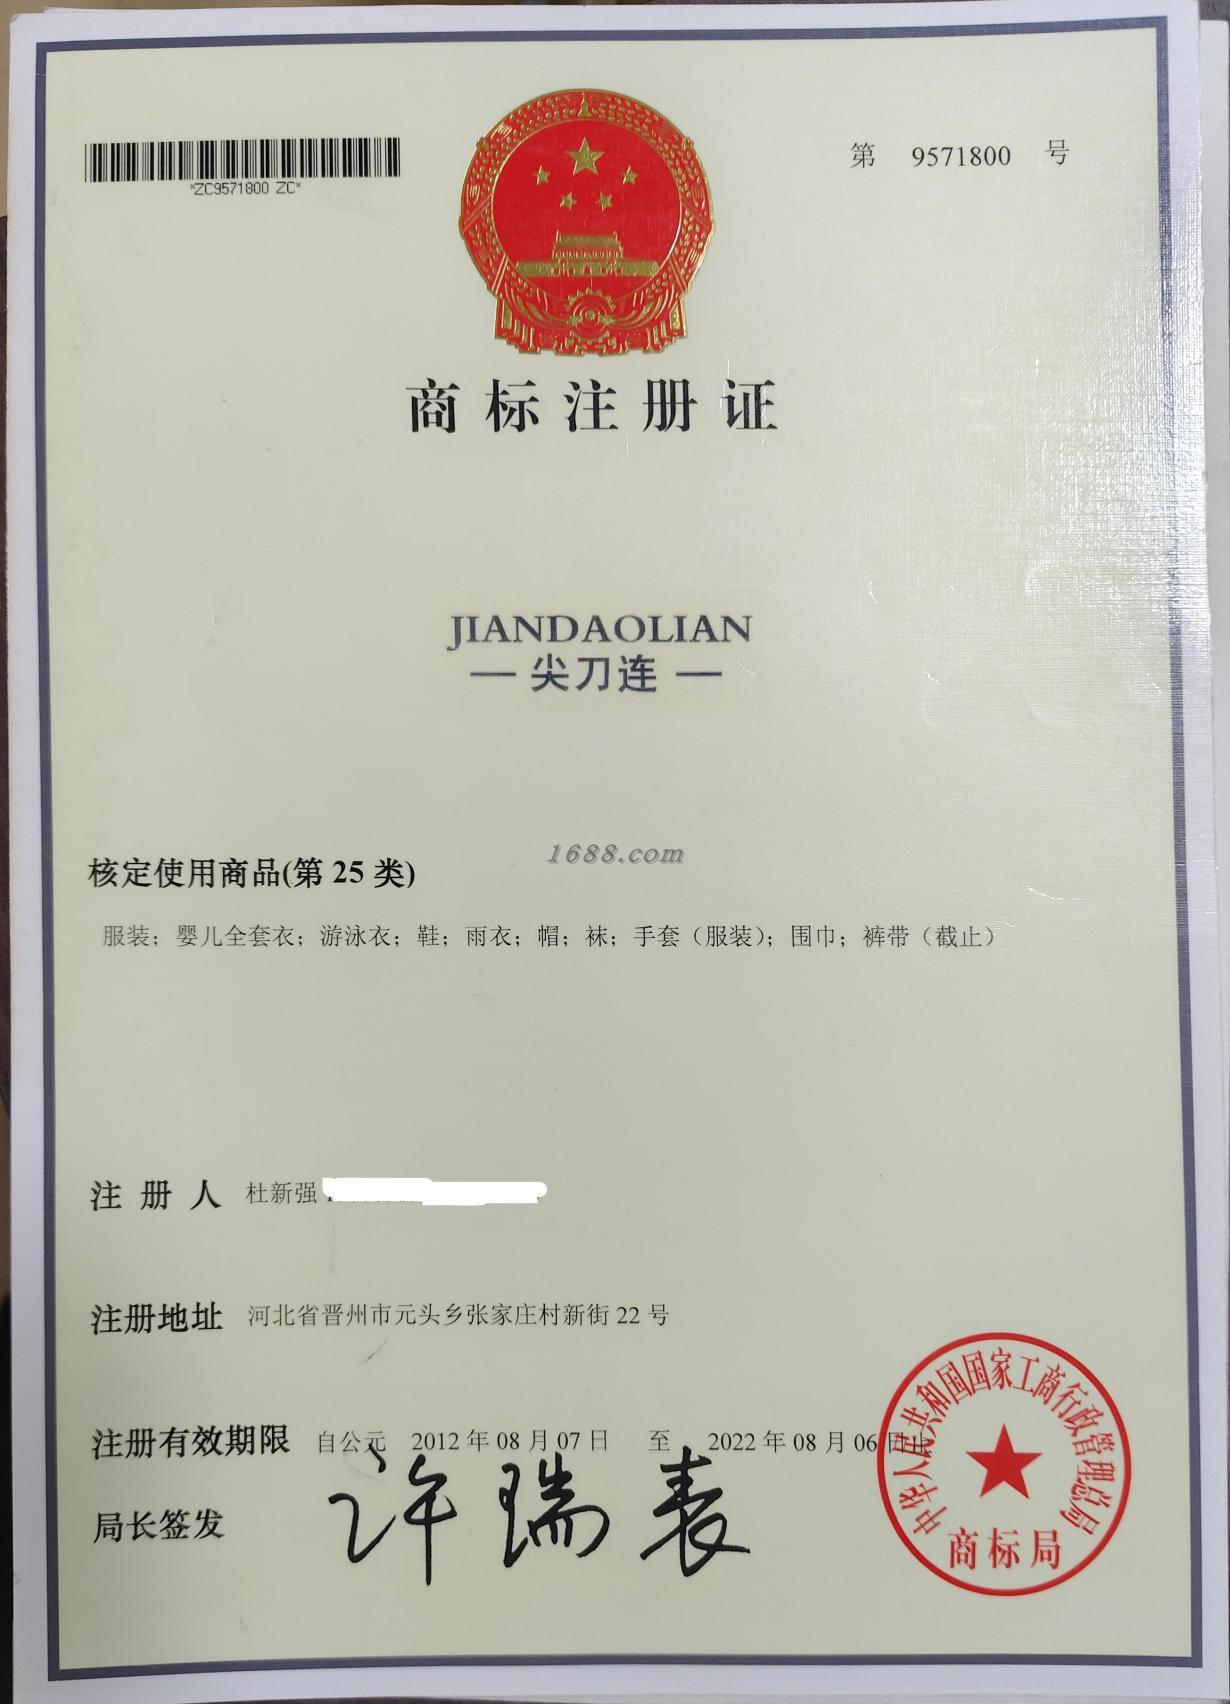 *ZC9571800 ZC*
第 9571800 号
商标注册证
JIANDAOLIAN
— 尖刀连 —
1688.com
核定使用商品(第 25 类)
服装；婴儿全套衣；游泳衣；鞋；雨衣；帽；袜；手套（服装）；围巾；裤带（截止）
注册人 杜新强
注册地址 河北省晋州市元头乡张家庄村新街 22 号
注册有效期限 自公元 2012 年 08 月 07 日 至 2022 年 08 月 06 日止
局长签发 许瑞表
中华人民共和国国家工商行政管理总局
商标局